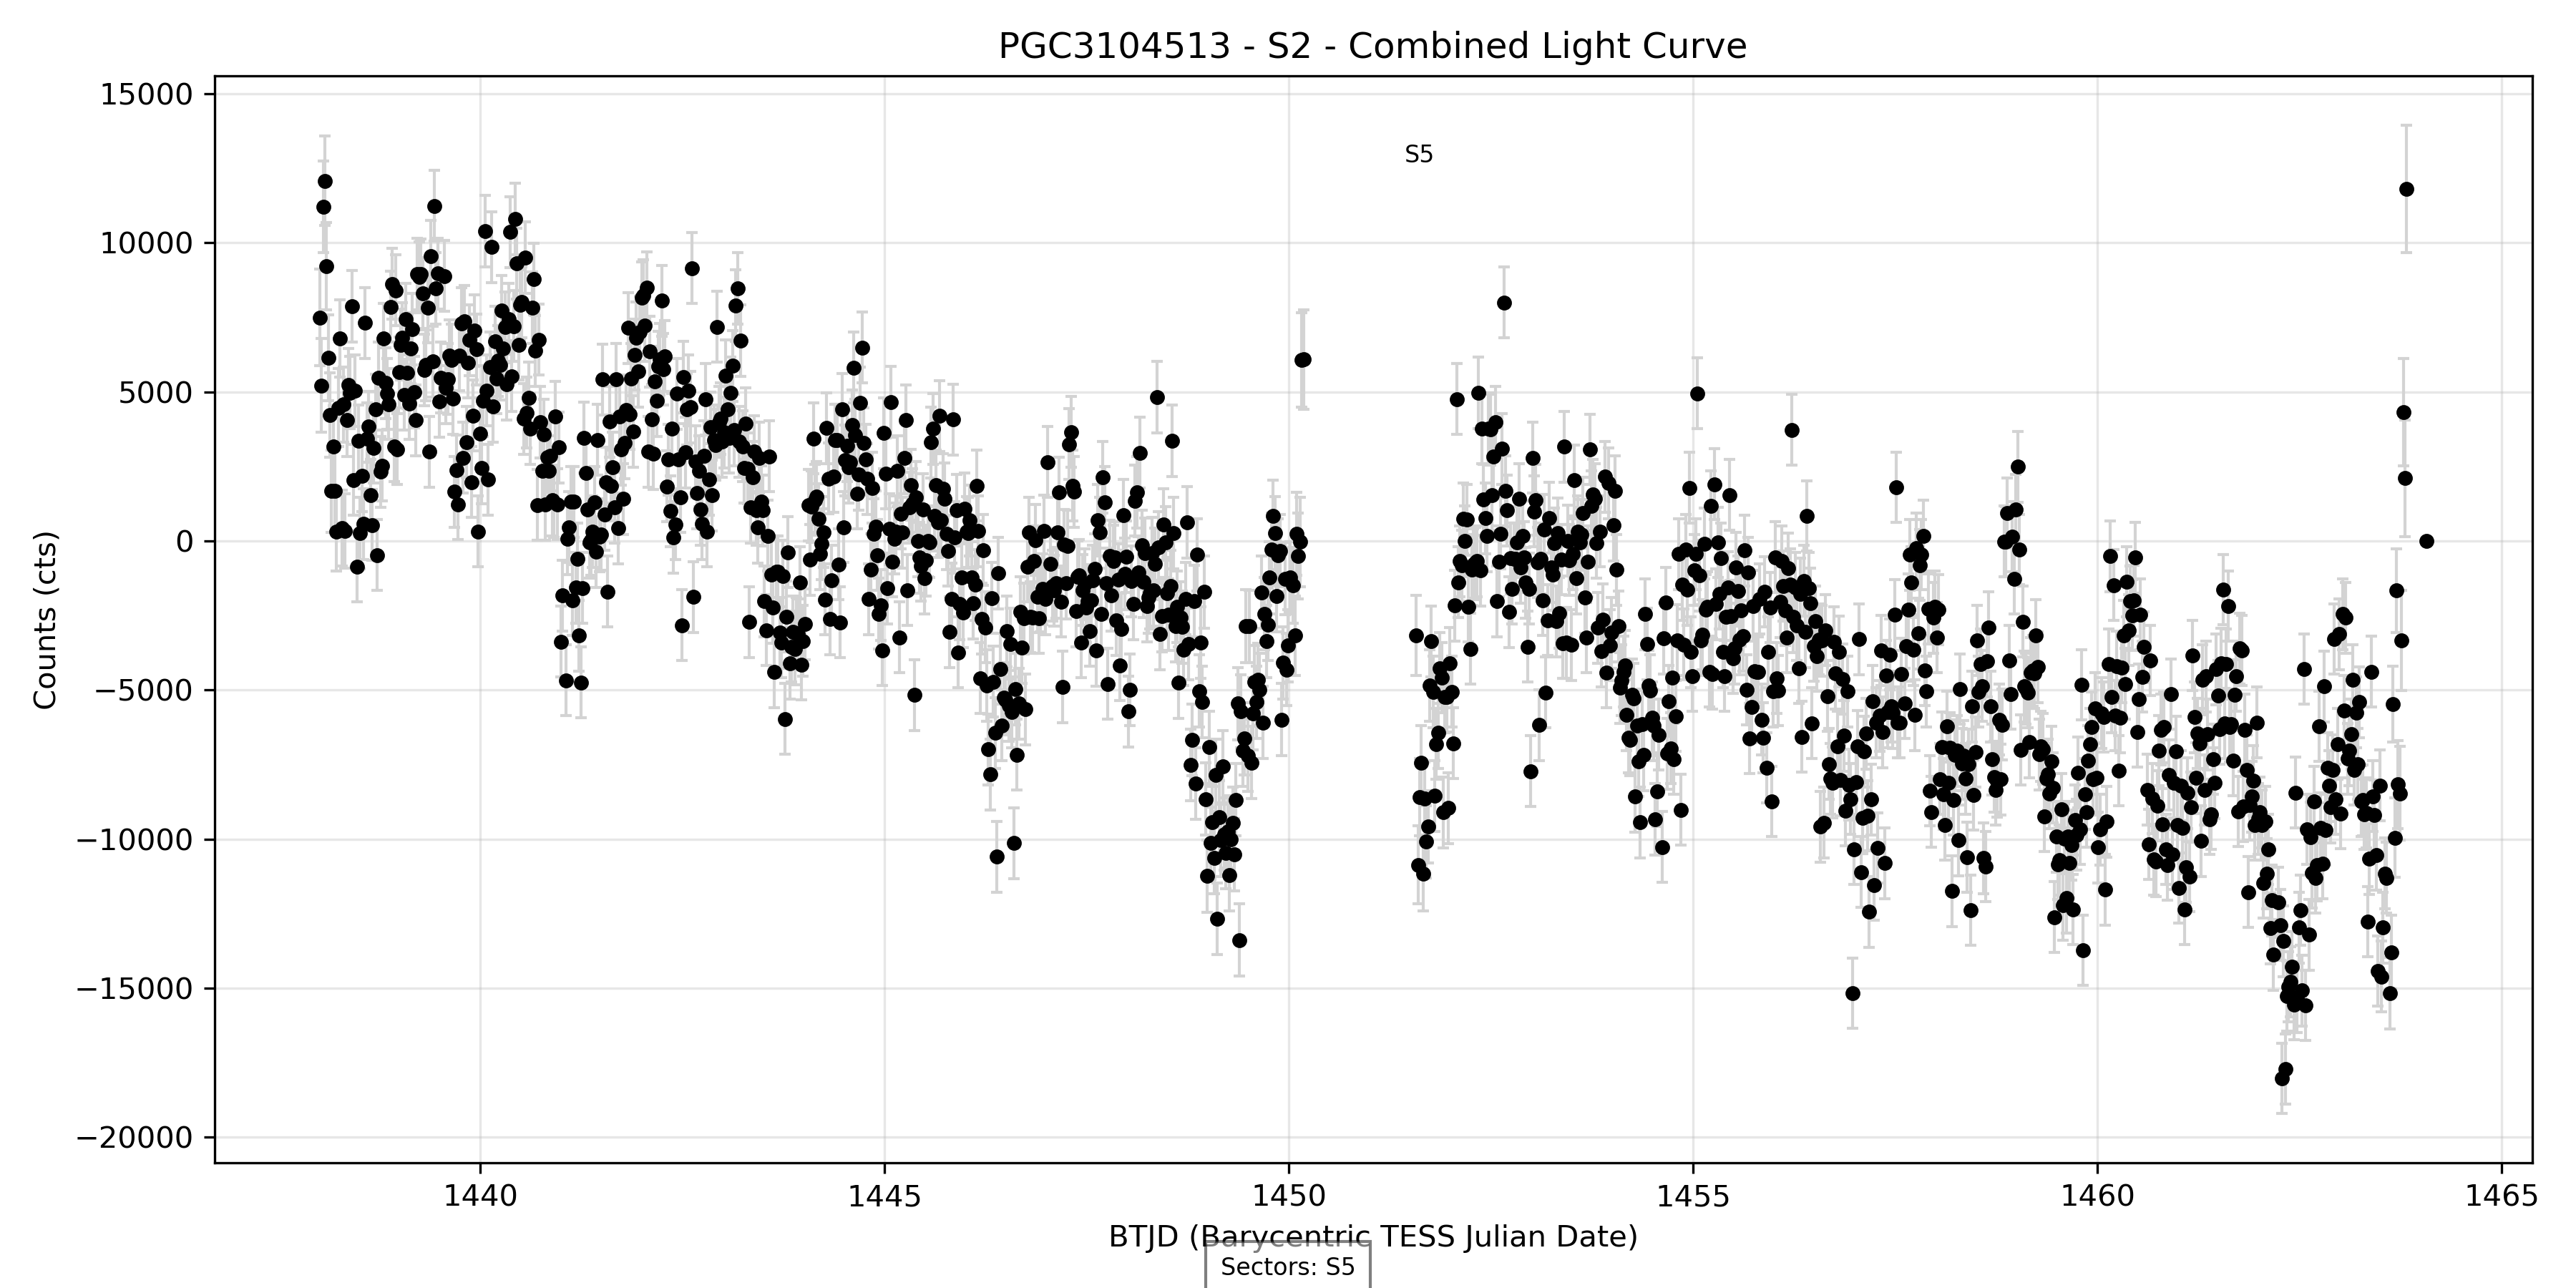 PGC3104513 - S2 - Combined Light Curve
Counts (cts)
15000
10000
5000
0
−5000
−10000
−15000
−20000
S5
1440
1445
1450
1455
1460
1465
BTJD (Barycentric TESS Julian Date)
Sectors: S5